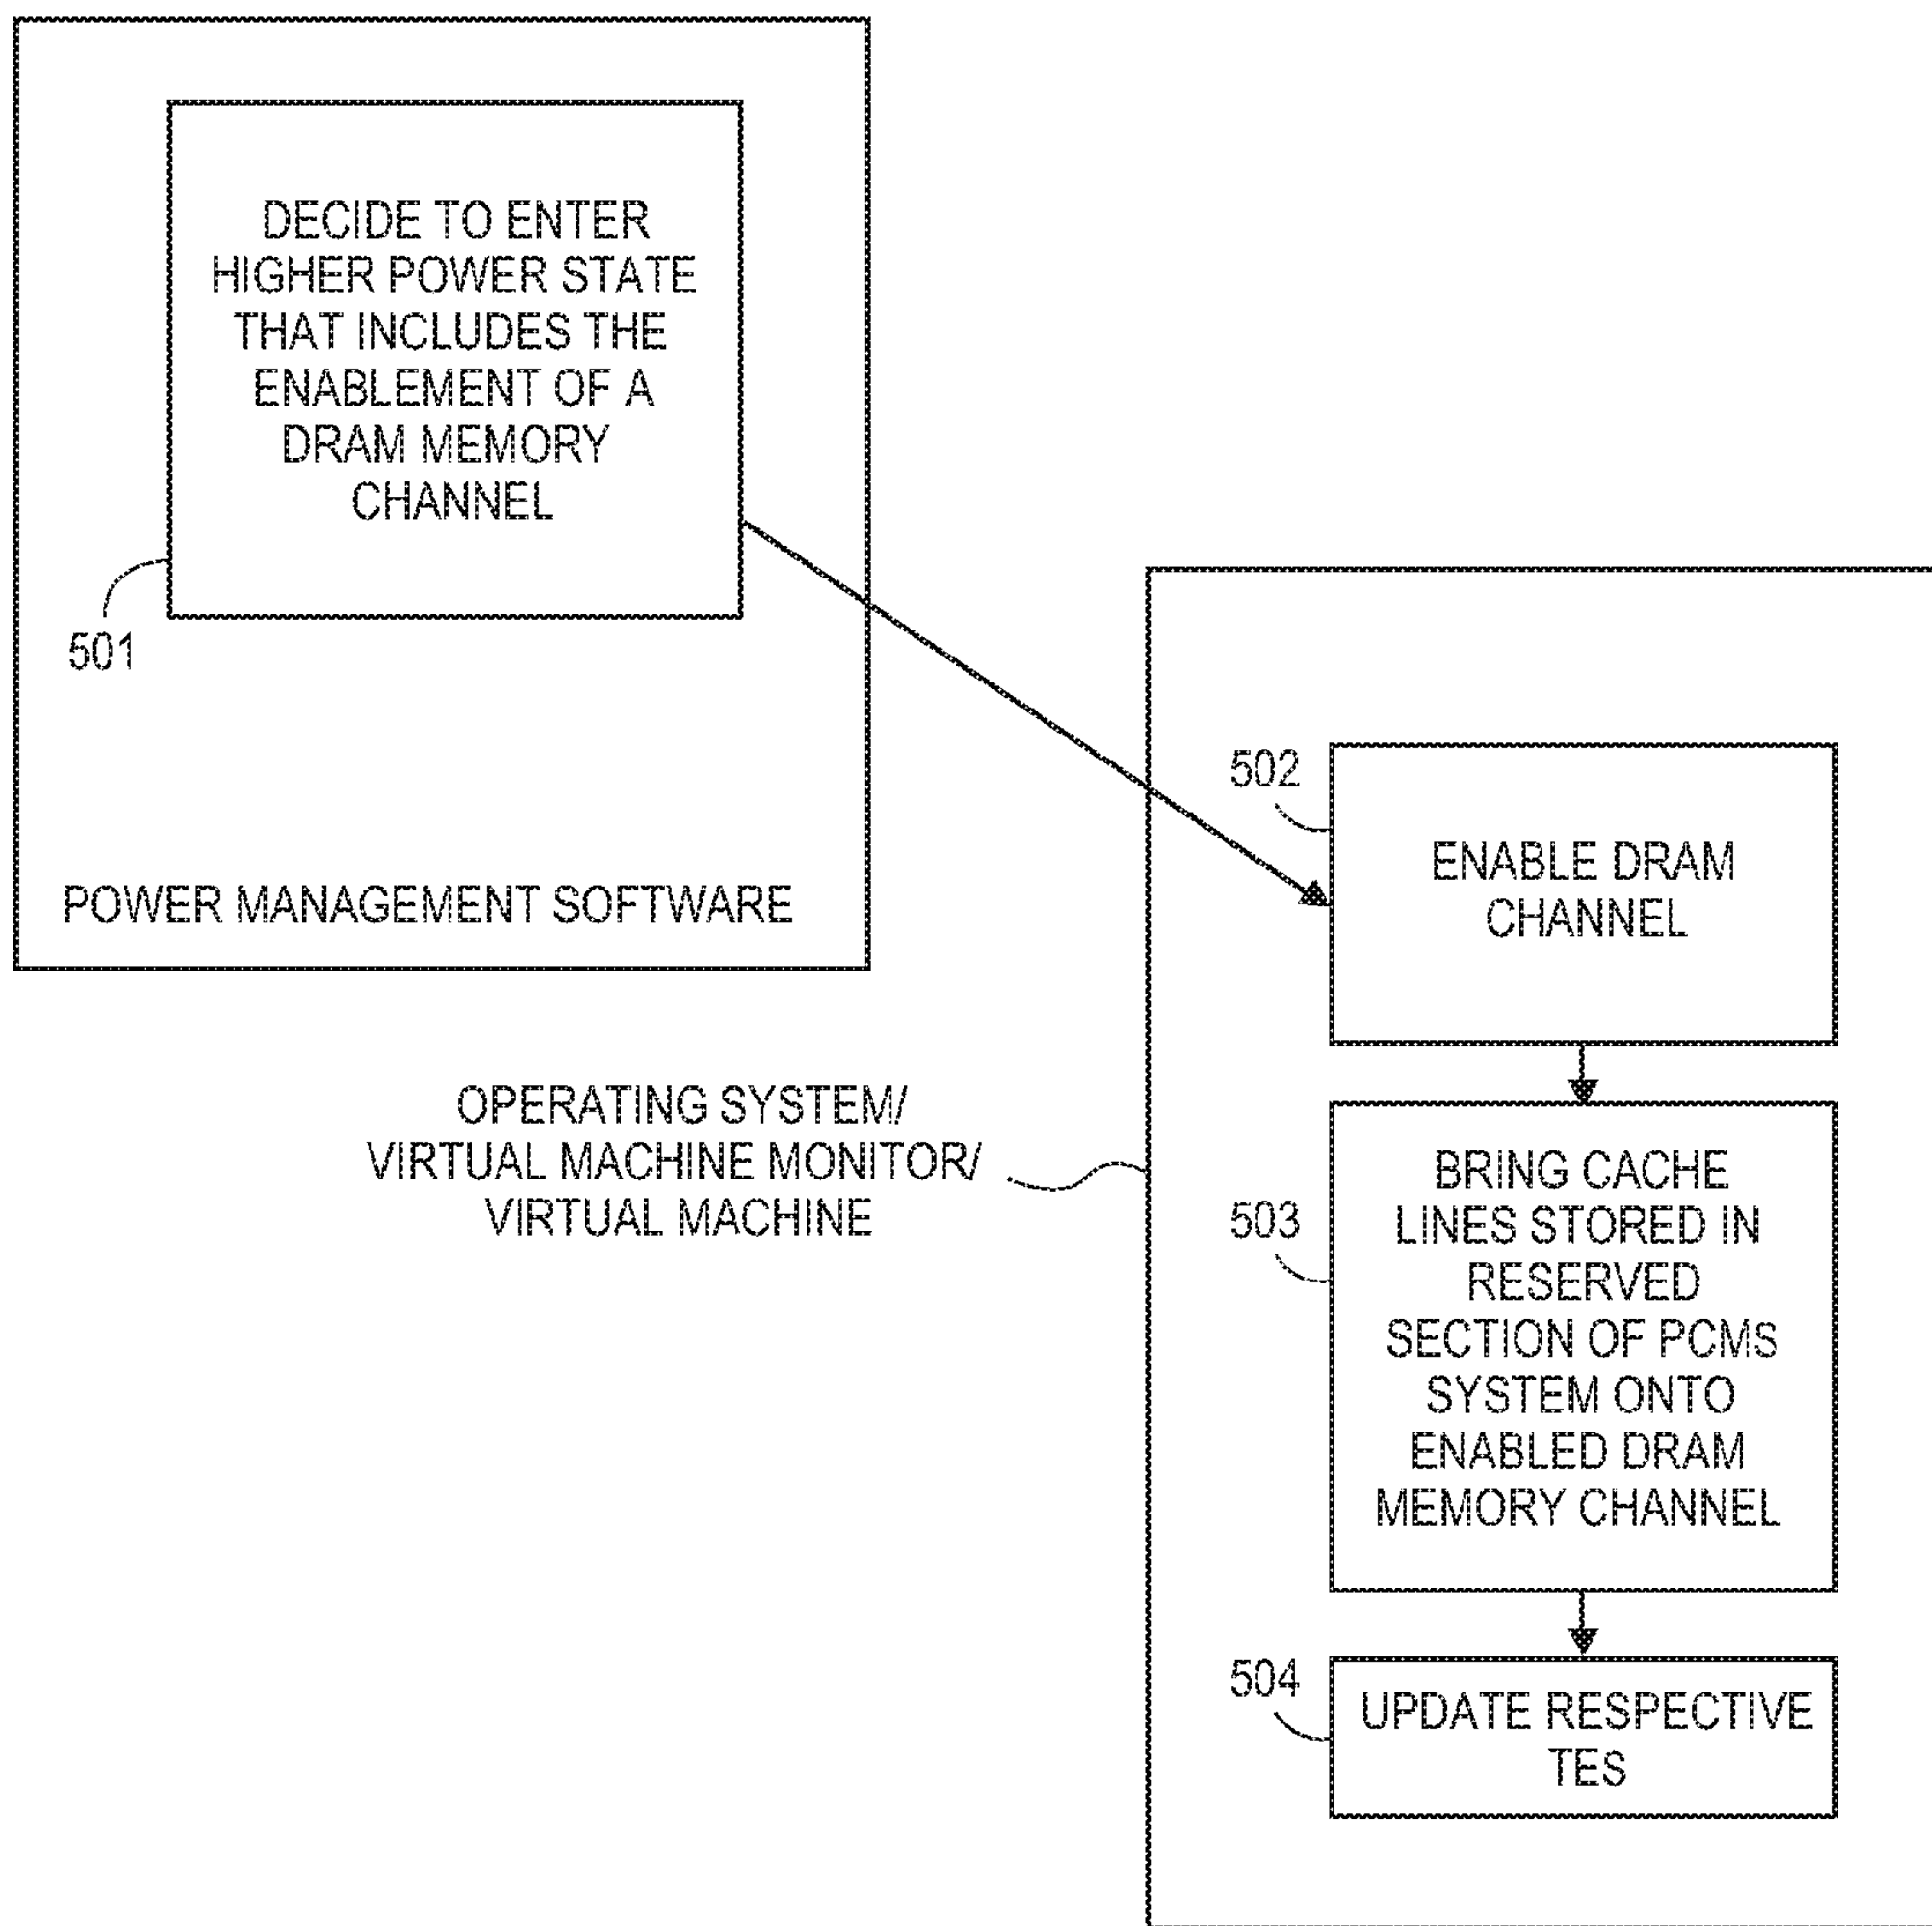 DECIDE TO ENTER
HIGHER POWER STATE
THAT INCLUDES THE
ENABLEMENT OF A
DRAM MEMORY
CHANNEL
501
POWER MANAGEMENT SOFTWARE
OPERATING SYSTEM/
VIRTUAL MACHINE MONITOR/
VIRTUAL MACHINE
502
ENABLE DRAM
CHANNEL
503
BRING CACHE
LINES STORED IN
RESERVED
SECTION OF PCMS
SYSTEM ONTO
ENABLED DRAM
MEMORY CHANNEL
504
UPDATE RESPECTIVE
TES